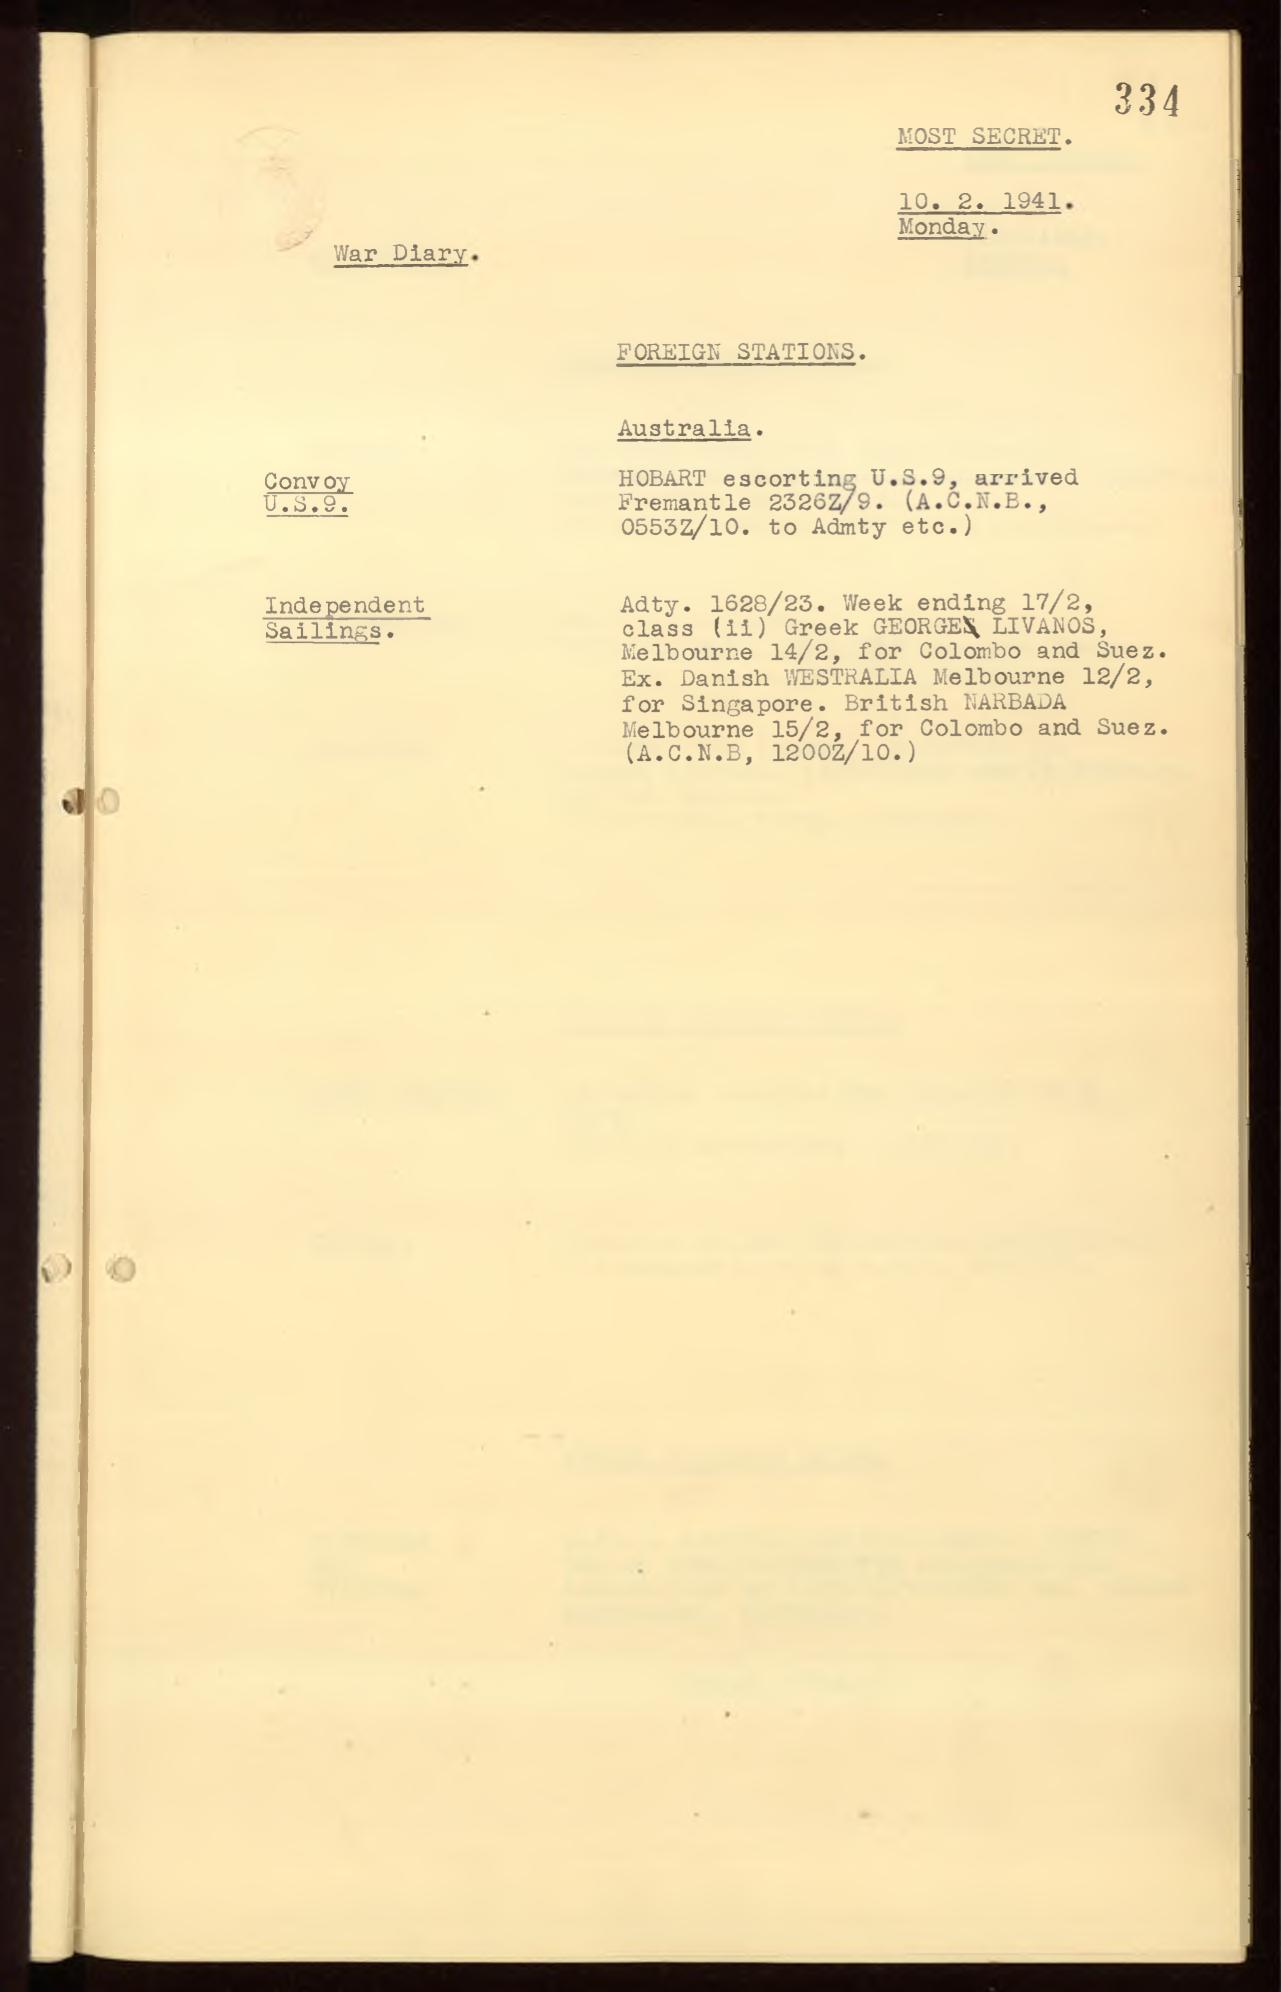 334
MOST SECRET.
10. 2. 1941.
Monday.
War Diary.
FOREIGN STATIONS.
Australia.
Convoy
U.S.9.
HOBART escorting U.S.9, arrived
Fremantle 2326Z/9. (A.C.N.B.,
0553Z/10. to Admty etc.)
Independent
Sailings.
Adty. 1628/23. Week ending 17/2,
class (ii) Greek GEORGE LIVANOS,
Melbourne 14/2, for Colombo and Suez.
Ex. Danish WESTRALIA Melbourne 12/2,
for Singapore. British NARBADA
Melbourne 15/2, for Colombo and Suez.
(A.C.N.B, 1200Z/10.)